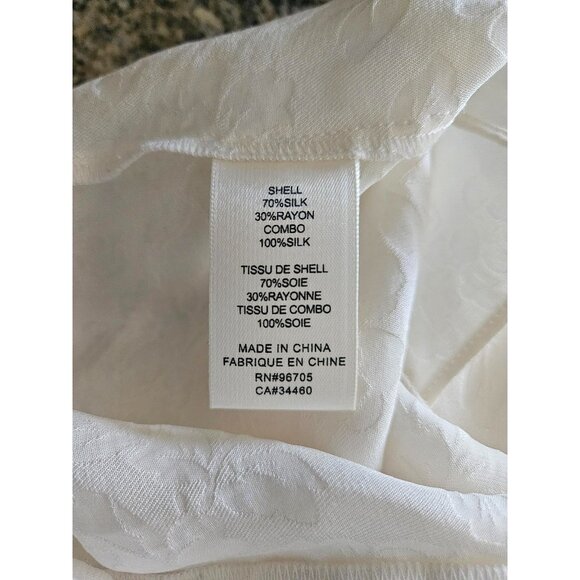 SHELL
70%SILK
30%RAYON
COMBO
100%SILK
TISSU DE SHELL
70%SOIE
30%RAYONNE
TISSU DE COMBO
100%SOIE
MADE IN CHINA
FABRIQUE EN CHINE
RN#96705
CA#34460